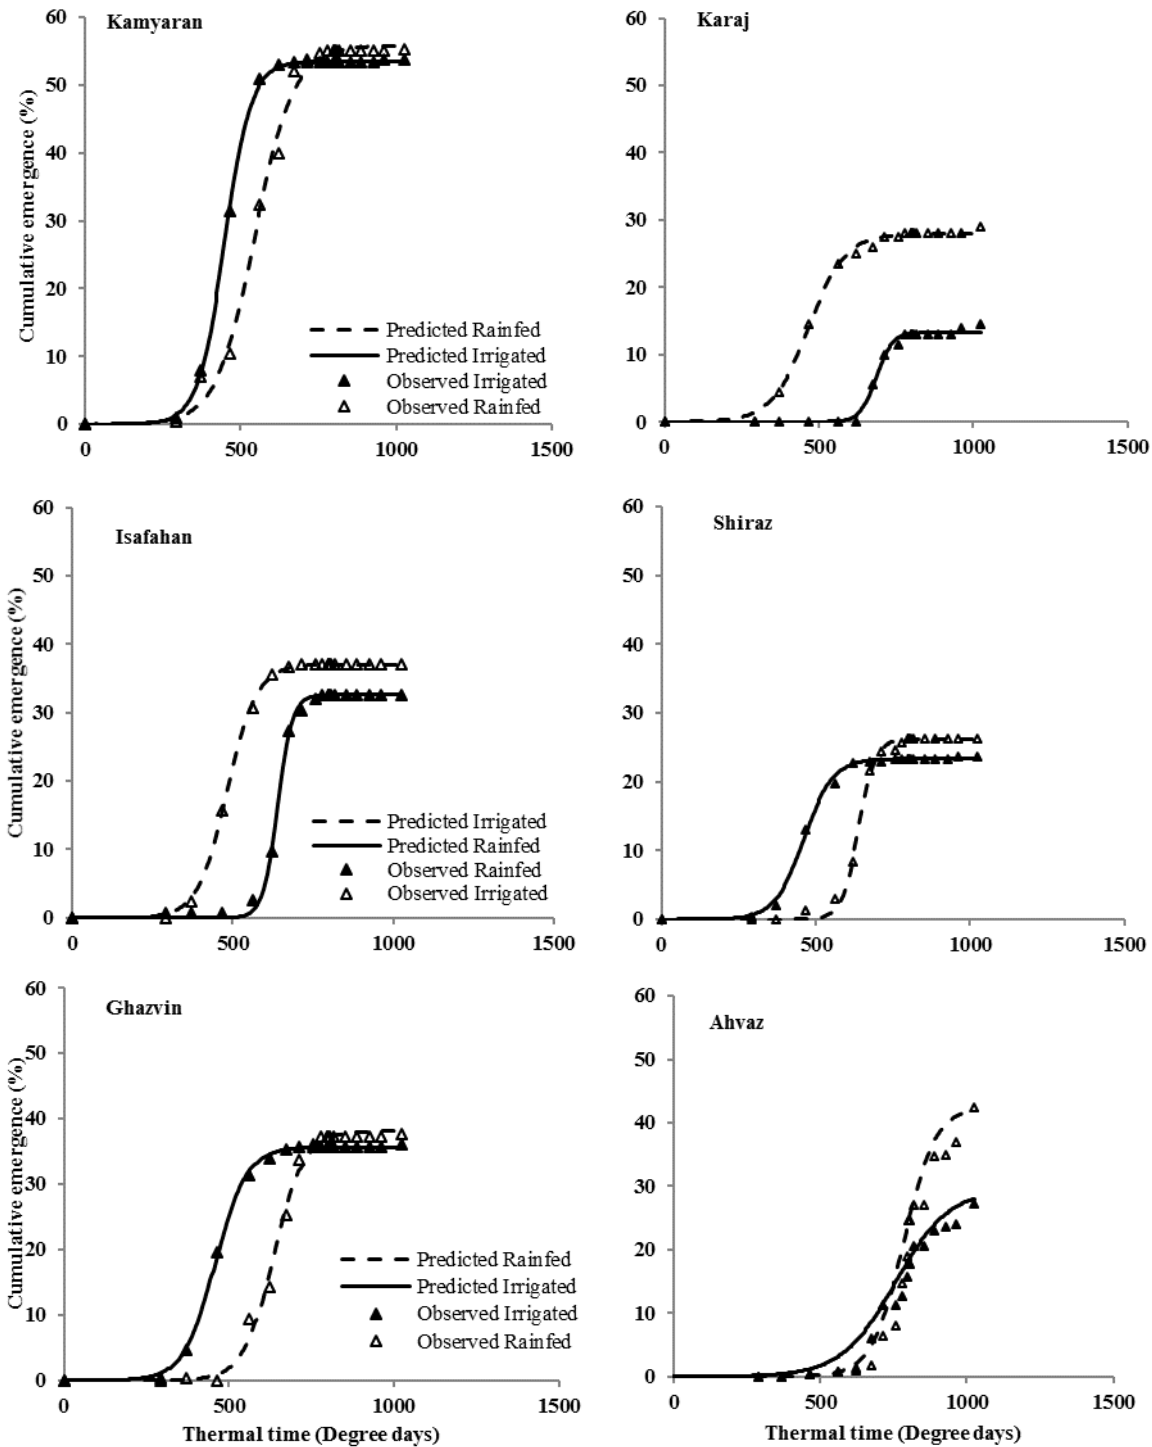 Kamyaran
Cumulative emergence (%)
60
50
40
30
20
10
0
0 500 1000 1500
Predicted Rainfed
Predicted Irrigated
Observed Irrigated
Observed Rainfed
Karaj
60
50
40
30
20
10
0
0 500 1000 1500
Isafahan
Cumulative emergence (%)
60
50
40
30
20
10
0
0 500 1000 1500
Predicted Irrigated
Predicted Rainfed
Observed Rainfed
Observed Irrigated
Shiraz
60
50
40
30
20
10
0
0 500 1000 1500
Ghazvin
Cumulative emergence (%)
60
50
40
30
20
10
0
0 500 1000 1500
Predicted Rainfed
Predicted Irrigated
Observed Irrigated
Observed Rainfed
Thermal time (Degree days)
Ahvaz
60
50
40
30
20
10
0
0 500 1000 1500
Thermal time (Degree days)